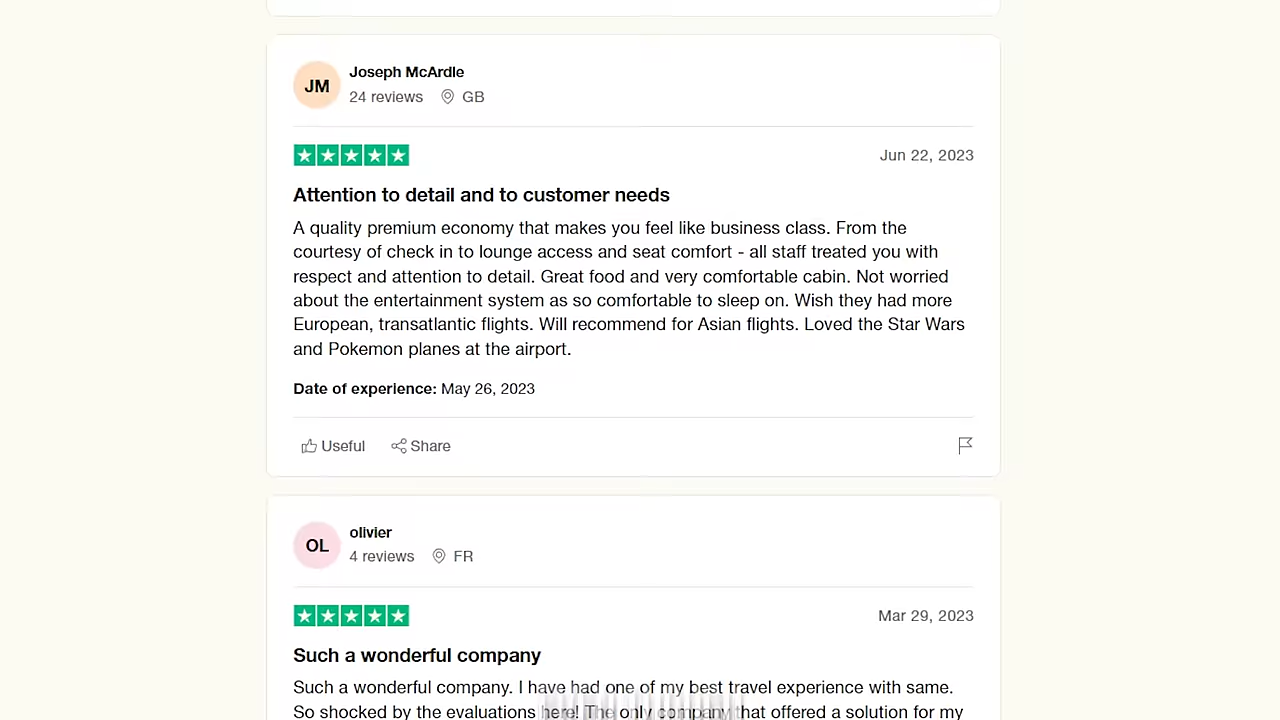 JM
Joseph McArdle
24 reviews GB
Jun 22, 2023
Attention to detail and to customer needs
A quality premium economy that makes you feel like business class. From the
courtesy of check in to lounge access and seat comfort - all staff treated you with
respect and attention to detail. Great food and very comfortable cabin. Not worried
about the entertainment system as so comfortable to sleep on. Wish they had more
European, transatlantic flights. Will recommend for Asian flights. Loved the Star Wars
and Pokemon planes at the airport.
Date of experience: May 26, 2023
Useful Share
OL
olivier
4 reviews FR
Mar 29, 2023
Such a wonderful company
Such a wonderful company. I have had one of my best travel experience with same.
So shocked by the evaluations here! The only company that offered a solution for my